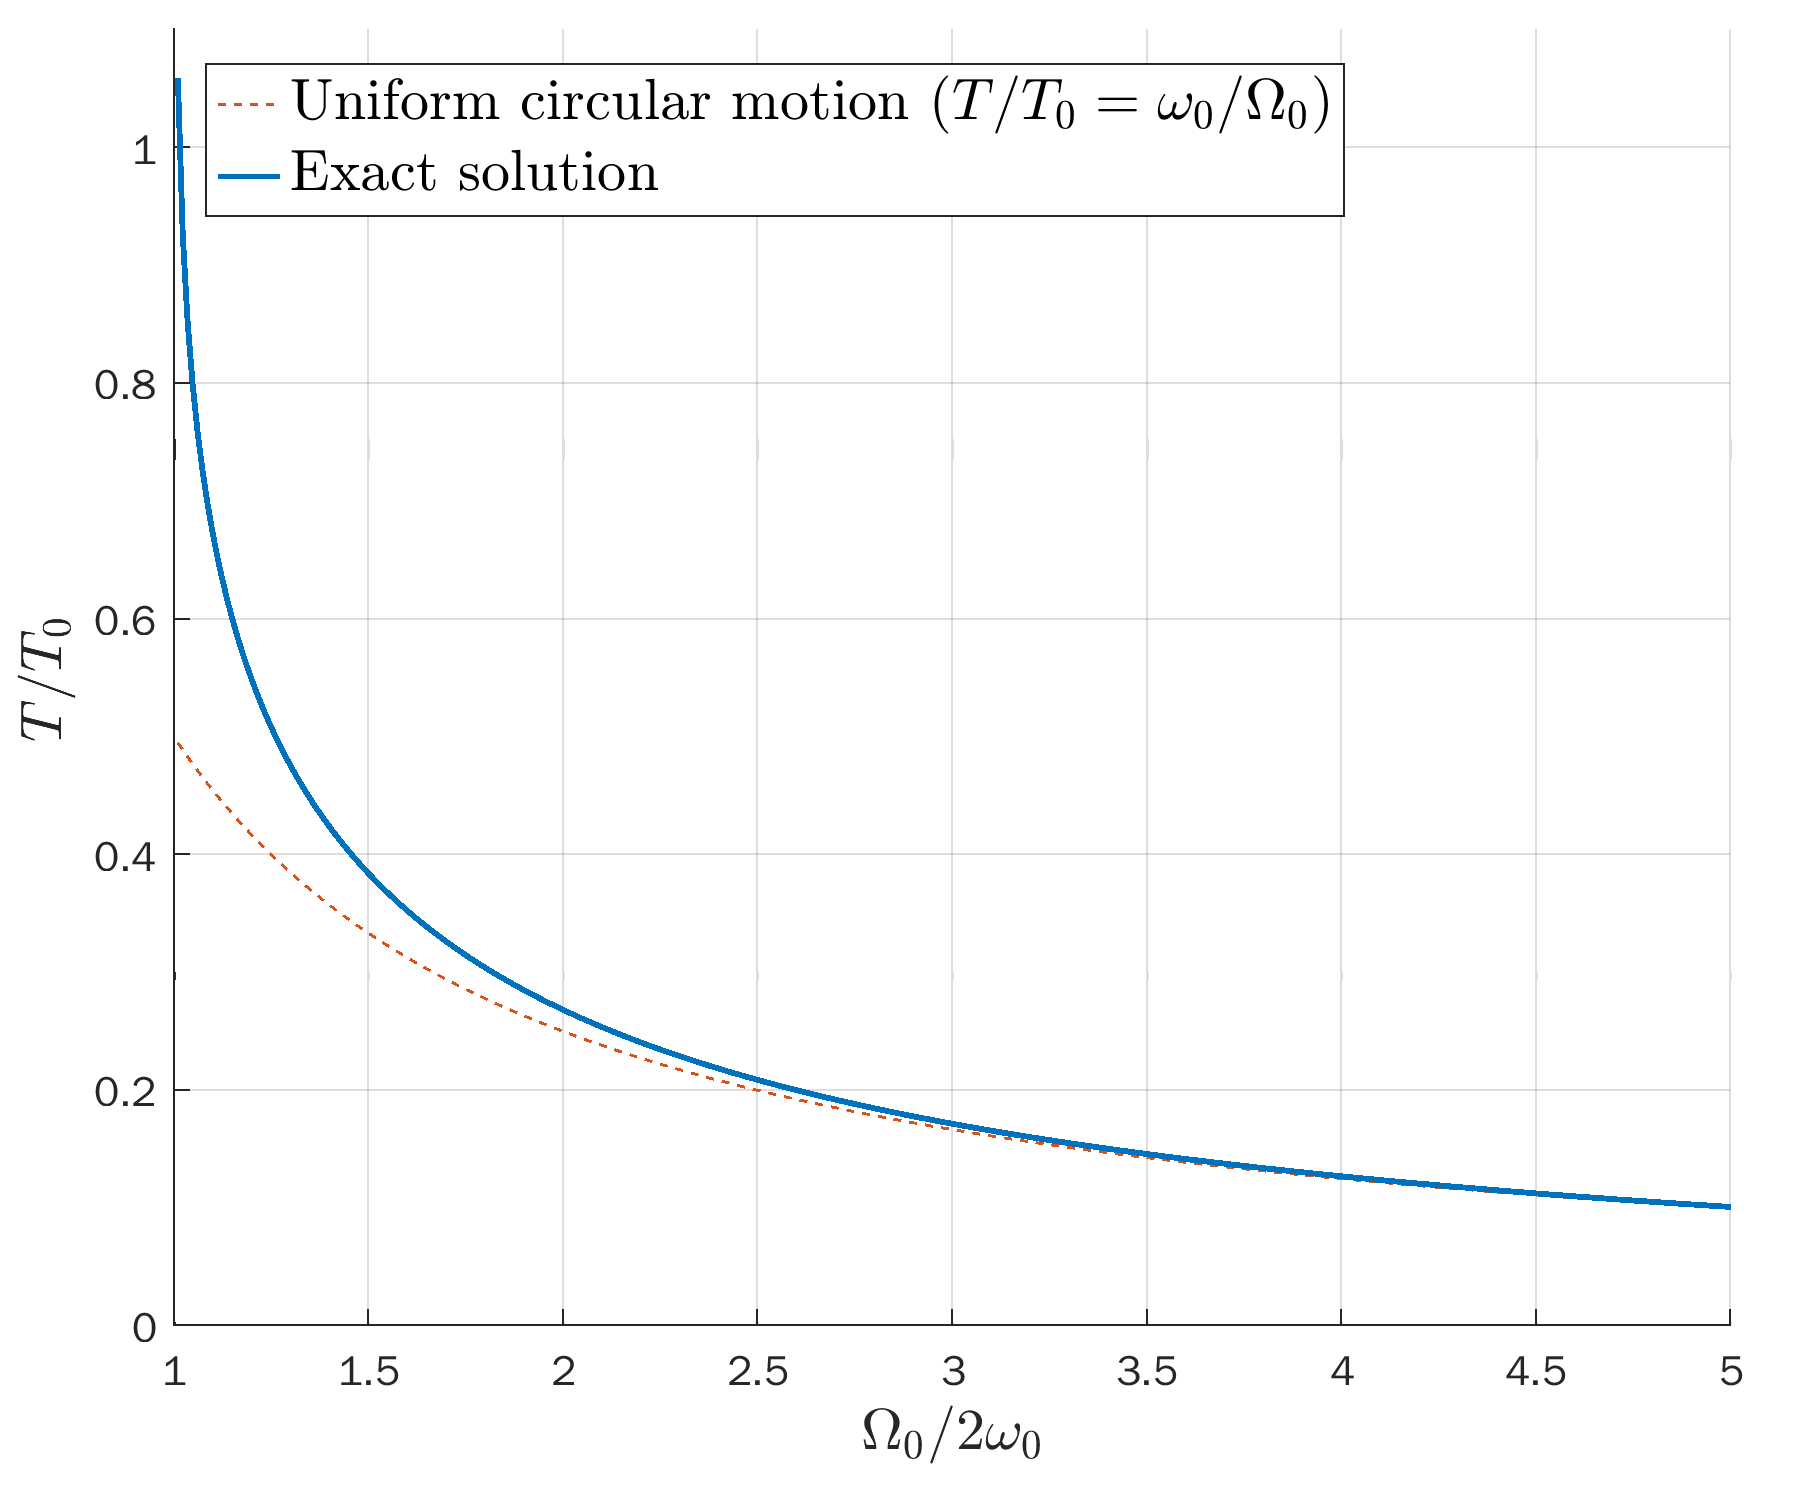 Uniform circular motion (T/T₀ = ω₀/Ω₀)
Exact solution
1
0.8
0.6
0.4
0.2
0
T/T₀
1 1.5 2 2.5 3 3.5 4 4.5 5
Ω₀/2ω₀